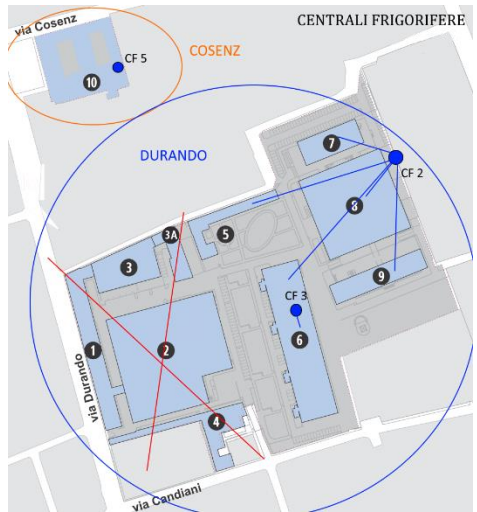 CENTRALI FRIGORIFERE
via Cosenz
COSENZ
CF 5
10
DURANDO
7
CF 2
8
3A
5
3
9
CF 3
6
1
2
via Durando
4
via Candiani